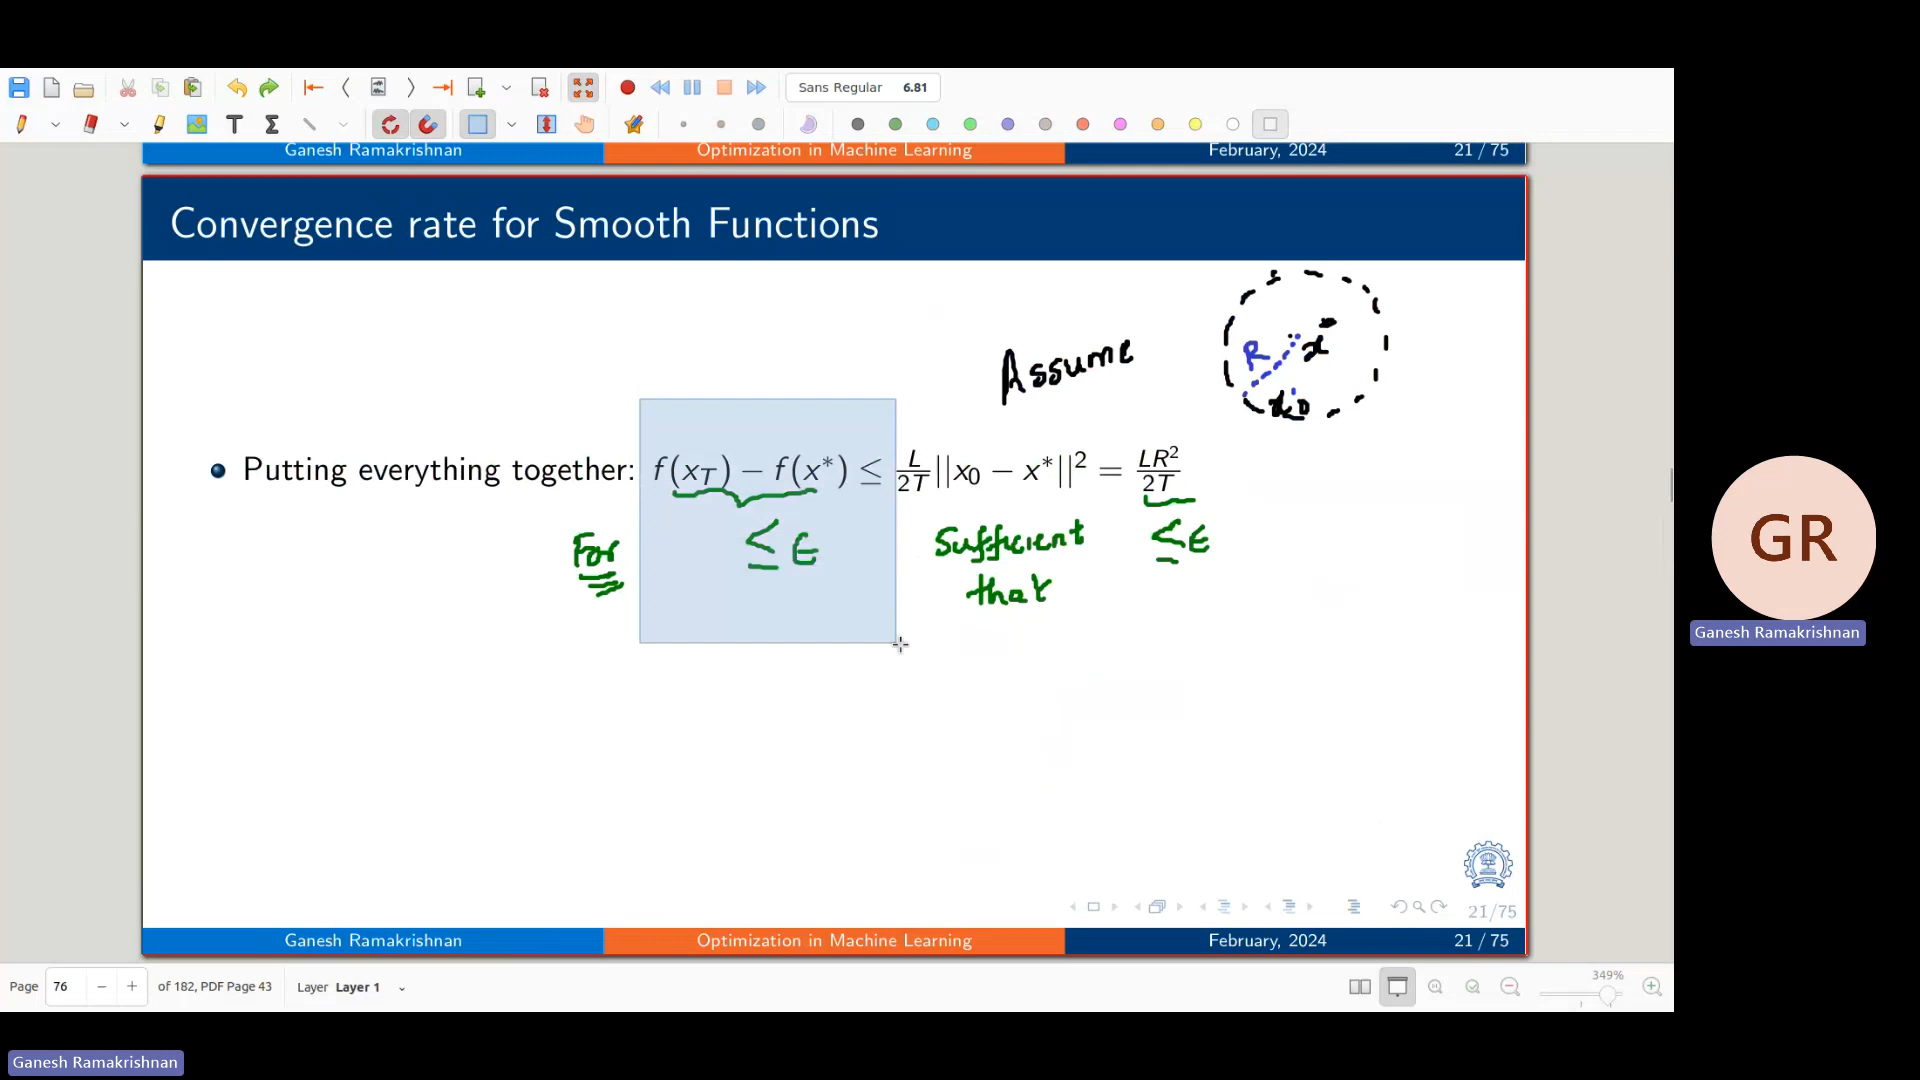 Sans Regular 6.81
Ganesh Ramakrishnan Optimization in Machine Learning February, 2024 21 / 75
Convergence rate for Smooth Functions
Assume
R x*
x0
Putting everything together: f(x_T) − f(x*) ≤ L/2T ||x₀ − x*||² = LR²/2T
For ≤ ε Sufficient ≤ ε
that
21/75
Ganesh Ramakrishnan Optimization in Machine Learning February, 2024 21 / 75
Page 76 − + of 182, PDF Page 43 Layer Layer 1 349%
GR
Ganesh Ramakrishnan
Ganesh Ramakrishnan